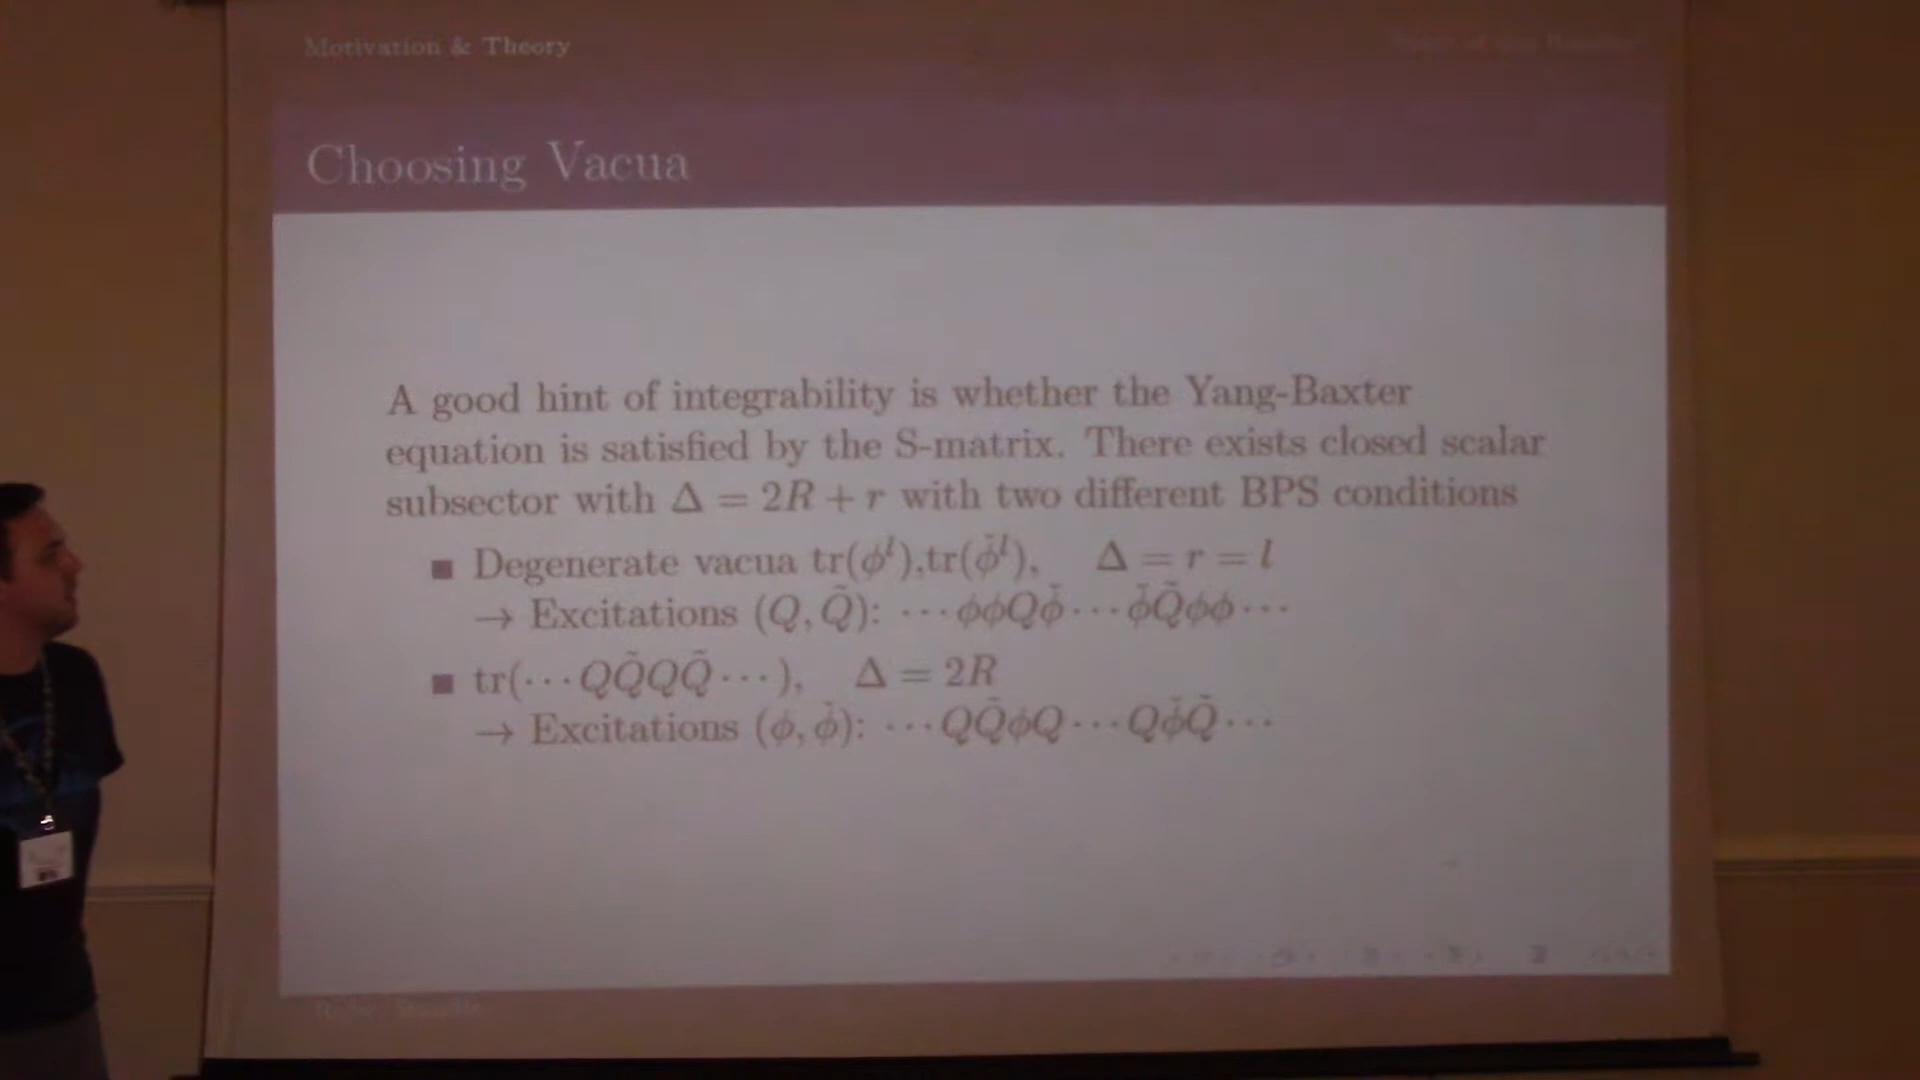 Motivation & Theory
Choosing Vacua
A good hint of integrability is whether the Yang-Baxter
equation is satisfied by the S-matrix. There exists closed scalar
subsector with Δ = 2R + r with two different BPS conditions
■ Degenerate vacua tr(ϕˡ),tr(ϕ̌ˡ), Δ = r = l
→ Excitations (Q, Q̃): ··· ϕϕQϕ̌ ··· ϕ̌Q̃ϕϕ ···
■ tr(··· QQ̃QQ̃ ···), Δ = 2R
→ Excitations (ϕ, ϕ̌): ··· QQ̃ϕQ ··· Qϕ̌Q̃ ···